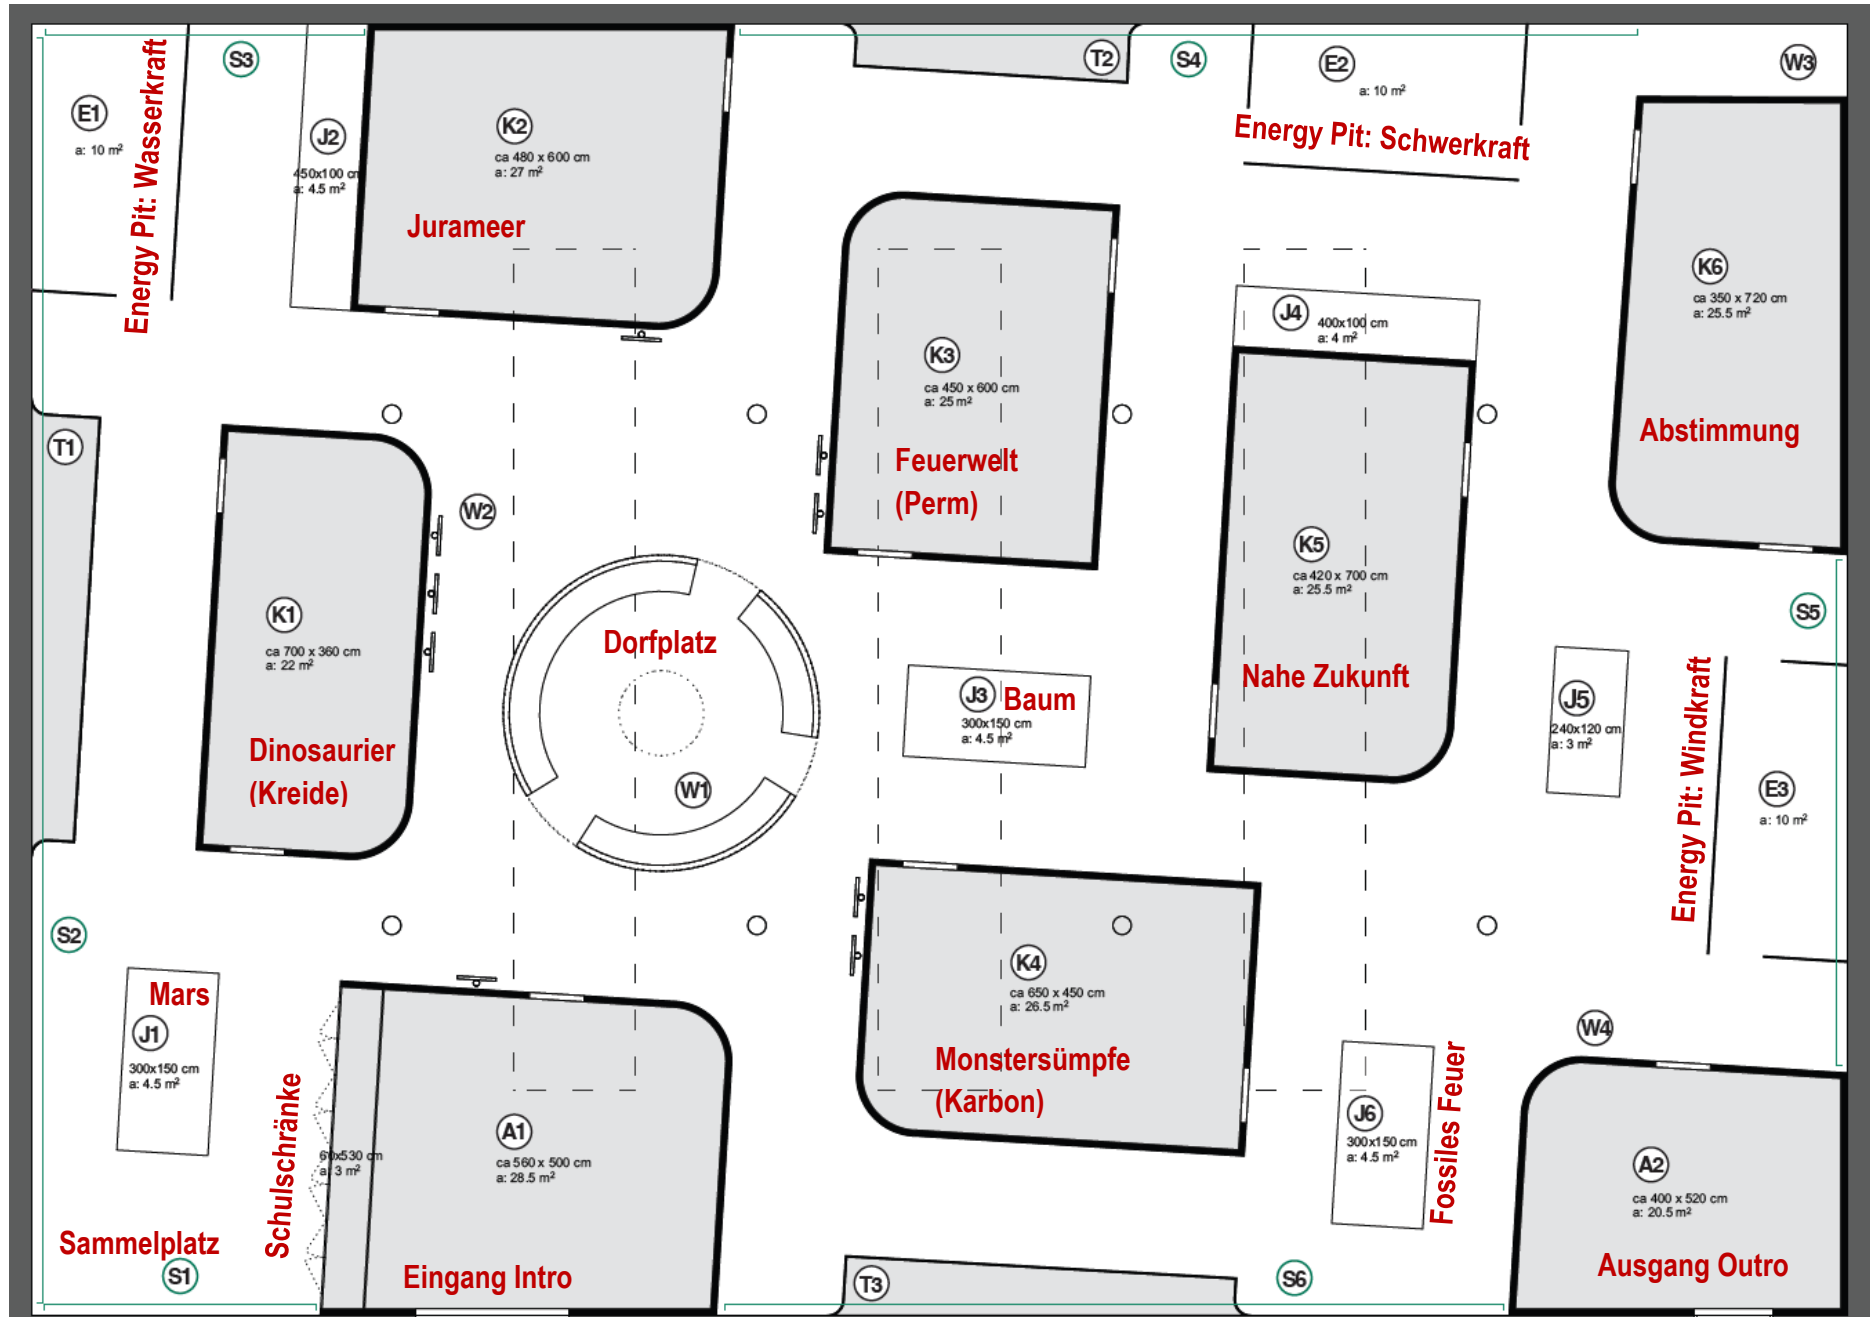 S3
T2
S4
E2
a: 10 m²
W3
E1
a: 10 m²
Energy Pit: Wasserkraft
J2
450x100 cm
a: 4.5 m²
K2
ca 480 x 600 cm
a: 27 m²
Jurameer
Energy Pit: Schwerkraft
K6
ca 350 x 720 cm
a: 25.5 m²
Abstimmung
J4
400x100 cm
a: 4 m²
K3
ca 450 x 600 cm
a: 25 m²
Feuerwelt
(Perm)
T1
W2
K1
ca 700 x 360 cm
a: 22 m²
Dinosaurier
(Kreide)
Dorfplatz
W1
J3
Baum
300x150 cm
a: 4.5 m²
K5
ca 420 x 700 cm
a: 25.5 m²
Nahe Zukunft
S5
J5
240x120 cm
a: 3 m²
Energy Pit: Windkraft
E3
a: 10 m²
S2
Mars
J1
300x150 cm
a: 4.5 m²
K4
ca 650 x 450 cm
a: 26.5 m²
Monstersümpfe
(Karbon)
W4
J6
300x150 cm
a: 4.5 m²
Fossiles Feuer
Schulschränke
60x530 cm
a: 3 m²
A1
ca 560 x 500 cm
a: 28.5 m²
A2
ca 400 x 520 cm
a: 20.5 m²
Sammelplatz
S1
Eingang Intro
T3
S6
Ausgang Outro